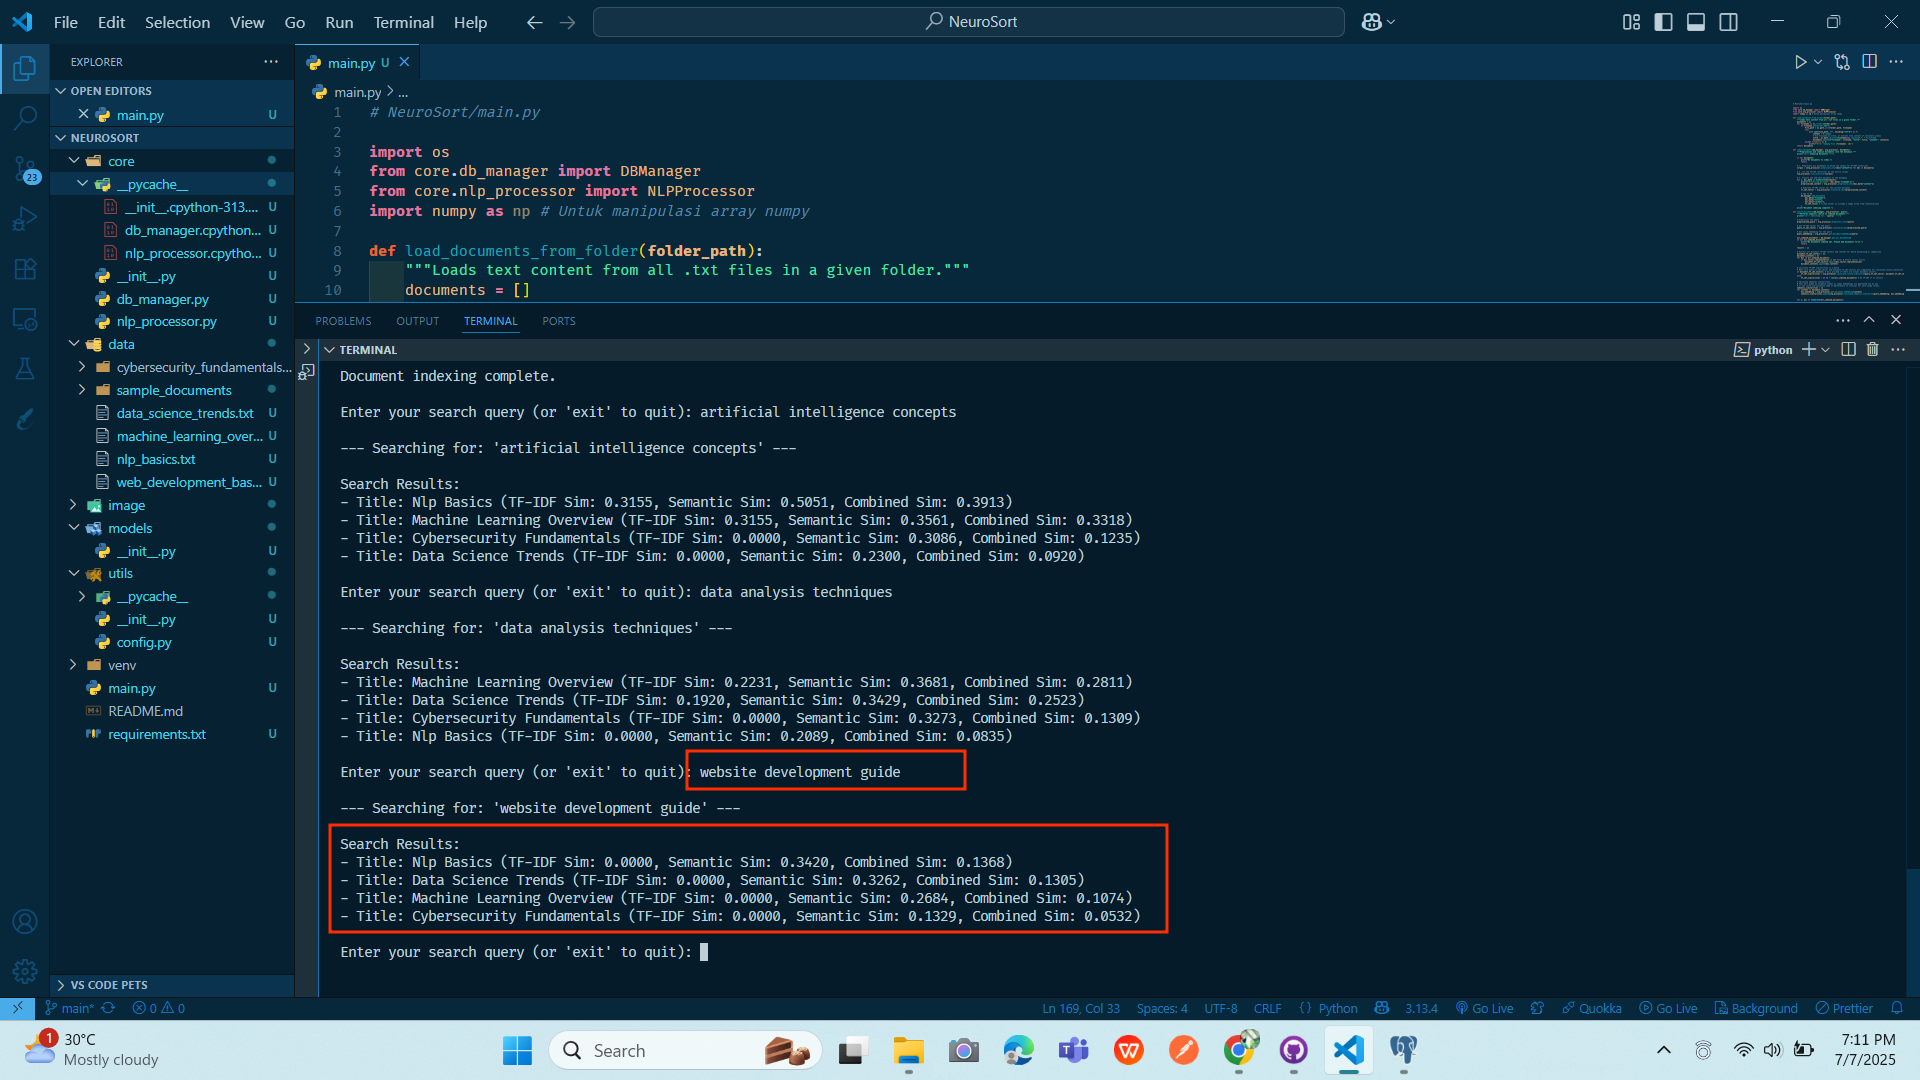 File Edit Selection View Go Run Terminal Help
NeuroSort
EXPLORER
OPEN EDITORS
main.py U
NEUROSORT
core
__pycache__
__init__.cpython-313.... U
db_manager.cpython... U
nlp_processor.cpytho... U
__init__.py U
db_manager.py U
nlp_processor.py U
data
cybersecurity_fundamentals...
sample_documents
data_science_trends.txt U
machine_learning_over... U
nlp_basics.txt U
web_development_bas... U
image
models
__init__.py U
utils
__pycache__
__init__.py U
config.py U
venv
main.py U
README.md
requirements.txt U
VS CODE PETS
23
main.py U
main.py > ...
1 # NeuroSort/main.py
2
3 import os
4 from core.db_manager import DBManager
5 from core.nlp_processor import NLPProcessor
6 import numpy as np # Untuk manipulasi array numpy
7
8 def load_documents_from_folder(folder_path):
9 """Loads text content from all .txt files in a given folder."""
10 documents = []
PROBLEMS OUTPUT TERMINAL PORTS
TERMINAL
python
Document indexing complete.
Enter your search query (or 'exit' to quit): artificial intelligence concepts
--- Searching for: 'artificial intelligence concepts' ---
Search Results:
- Title: Nlp Basics (TF-IDF Sim: 0.3155, Semantic Sim: 0.5051, Combined Sim: 0.3913)
- Title: Machine Learning Overview (TF-IDF Sim: 0.3155, Semantic Sim: 0.3561, Combined Sim: 0.3318)
- Title: Cybersecurity Fundamentals (TF-IDF Sim: 0.0000, Semantic Sim: 0.3086, Combined Sim: 0.1235)
- Title: Data Science Trends (TF-IDF Sim: 0.0000, Semantic Sim: 0.2300, Combined Sim: 0.0920)
Enter your search query (or 'exit' to quit): data analysis techniques
--- Searching for: 'data analysis techniques' ---
Search Results:
- Title: Machine Learning Overview (TF-IDF Sim: 0.2231, Semantic Sim: 0.3681, Combined Sim: 0.2811)
- Title: Data Science Trends (TF-IDF Sim: 0.1920, Semantic Sim: 0.3429, Combined Sim: 0.2523)
- Title: Cybersecurity Fundamentals (TF-IDF Sim: 0.0000, Semantic Sim: 0.3273, Combined Sim: 0.1309)
- Title: Nlp Basics (TF-IDF Sim: 0.0000, Semantic Sim: 0.2089, Combined Sim: 0.0835)
Enter your search query (or 'exit' to quit): website development guide
--- Searching for: 'website development guide' ---
Search Results:
- Title: Nlp Basics (TF-IDF Sim: 0.0000, Semantic Sim: 0.3420, Combined Sim: 0.1368)
- Title: Data Science Trends (TF-IDF Sim: 0.0000, Semantic Sim: 0.3262, Combined Sim: 0.1305)
- Title: Machine Learning Overview (TF-IDF Sim: 0.0000, Semantic Sim: 0.2684, Combined Sim: 0.1074)
- Title: Cybersecurity Fundamentals (TF-IDF Sim: 0.0000, Semantic Sim: 0.1329, Combined Sim: 0.0532)
Enter your search query (or 'exit' to quit):
main* 0 0 Ln 169, Col 33 Spaces: 4 UTF-8 CRLF {} Python 3.13.4 Go Live Quokka Go Live Background Prettier
1 30°C
Mostly cloudy
Search
7:11 PM
7/7/2025